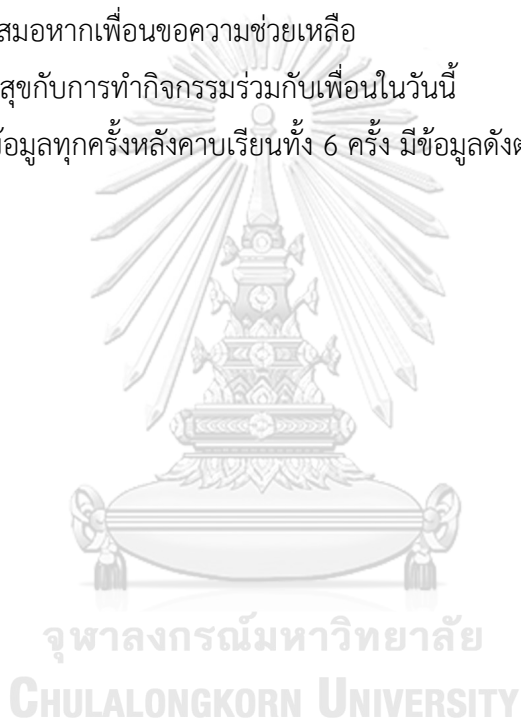 สมอหากเพื่อนขอความช่วยเหลือ
สุขกับการทำกิจกรรมร่วมกับเพื่อนในวันนี้
้อมูลทุกครั้งหลังคาบเรียนทั้ง 6 ครั้ง มีข้อมูลดังต
จุฬาลงกรณ์มหาวิทยาลัย
CHULALONGKORN UNIVERSITY